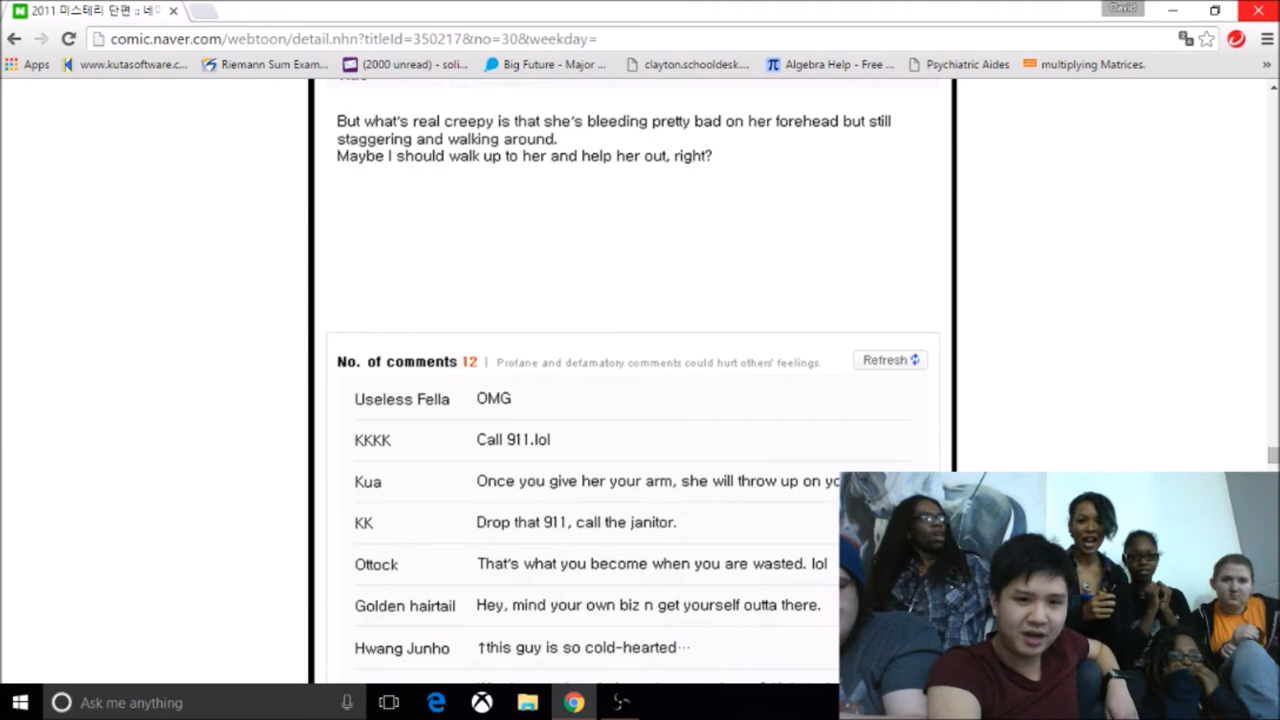 2011 미스테리 단편 :: 네이
David
comic.naver.com/webtoon/detail.nhn?titleId=350217&no=30&weekday=
Apps
www.kutasoftware.c...
Riemann Sum Exam...
(2000 unread) - soli...
Big Future - Major ...
clayton.schooldesk....
Algebra Help - Free ...
Psychiatric Aides
multiplying Matrices.
»
But what's real creepy is that she's bleeding pretty bad on her forehead but still
staggering and walking around.
Maybe I should walk up to her and help her out, right?
No. of comments 12 | Profane and defamatory comments could hurt others' feelings.
Refresh
Useless Fella OMG
KKKK Call 911.lol
Kua Once you give her your arm, she will throw up on yo
KK Drop that 911, call the janitor.
Ottock That's what you become when you are wasted. lol
Golden hairtail Hey, mind your own biz n get yourself outta there.
Hwang Junho ↑this guy is so cold-hearted···
Ask me anything